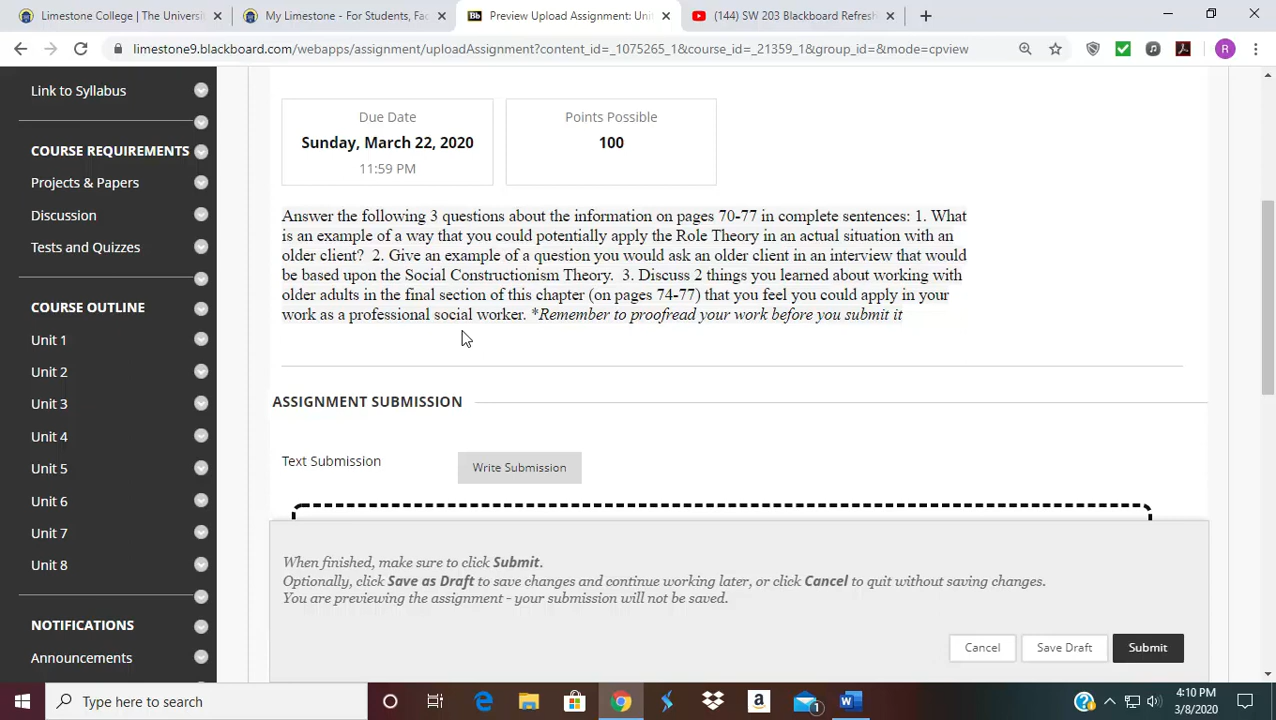 Limestone College | The Universi
My Limestone - For Students, Fac
Bb Preview Upload Assignment: Uni
(144) SW 203 Blackboard Refresh
limestone9.blackboard.com/webapps/assignment/uploadAssignment?content_id=_1075265_1&course_id=_21359_1&group_id=&mode=cpview
R
Link to Syllabus
COURSE REQUIREMENTS
Projects & Papers
Discussion
Tests and Quizzes
COURSE OUTLINE
Unit 1
Unit 2
Unit 3
Unit 4
Unit 5
Unit 6
Unit 7
Unit 8
NOTIFICATIONS
Announcements
Due Date
Sunday, March 22, 2020
11:59 PM
Points Possible
100
Answer the following 3 questions about the information on pages 70-77 in complete sentences: 1. What
is an example of a way that you could potentially apply the Role Theory in an actual situation with an
older client? 2. Give an example of a question you would ask an older client in an interview that would
be based upon the Social Constructionism Theory. 3. Discuss 2 things you learned about working with
older adults in the final section of this chapter (on pages 74-77) that you feel you could apply in your
work as a professional social worker. *Remember to proofread your work before you submit it
ASSIGNMENT SUBMISSION
Text Submission
Write Submission
When finished, make sure to click Submit.
Optionally, click Save as Draft to save changes and continue working later, or click Cancel to quit without saving changes.
You are previewing the assignment - your submission will not be saved.
Cancel
Save Draft
Submit
Type here to search
1
4:10 PM
3/8/2020